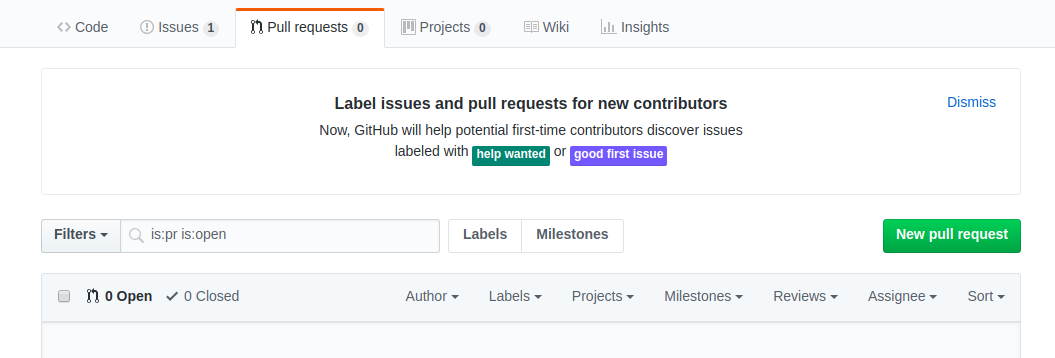 Code Issues 1 Pull requests 0 Projects 0 Wiki Insights
Label issues and pull requests for new contributors
Dismiss
Now, GitHub will help potential first-time contributors discover issues
labeled with help wanted or good first issue
Filters is:pr is:open Labels Milestones New pull request
0 Open 0 Closed Author Labels Projects Milestones Reviews Assignee Sort